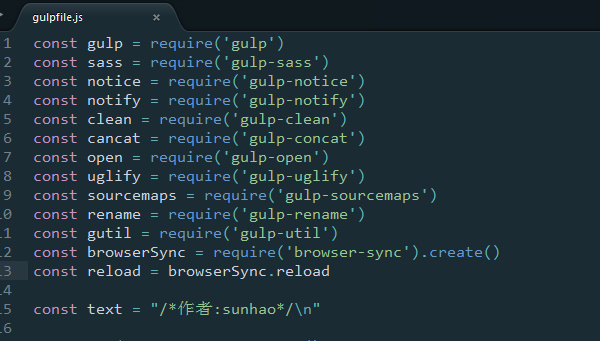 gulpfile.js ×
1 const gulp = require('gulp')
2 const sass = require('gulp-sass')
3 const notice = require('gulp-notice')
4 const notify = require('gulp-notify')
5 const clean = require('gulp-clean')
6 const cancat = require('gulp-concat')
7 const open = require('gulp-open')
8 const uglify = require('gulp-uglify')
9 const sourcemaps = require('gulp-sourcemaps')
10 const rename = require('gulp-rename')
11 const gutil = require('gulp-util')
12 const browserSync = require('browser-sync').create()
13 const reload = browserSync.reload
14
15 const text = "/*作者:sunhao*/\n"
16